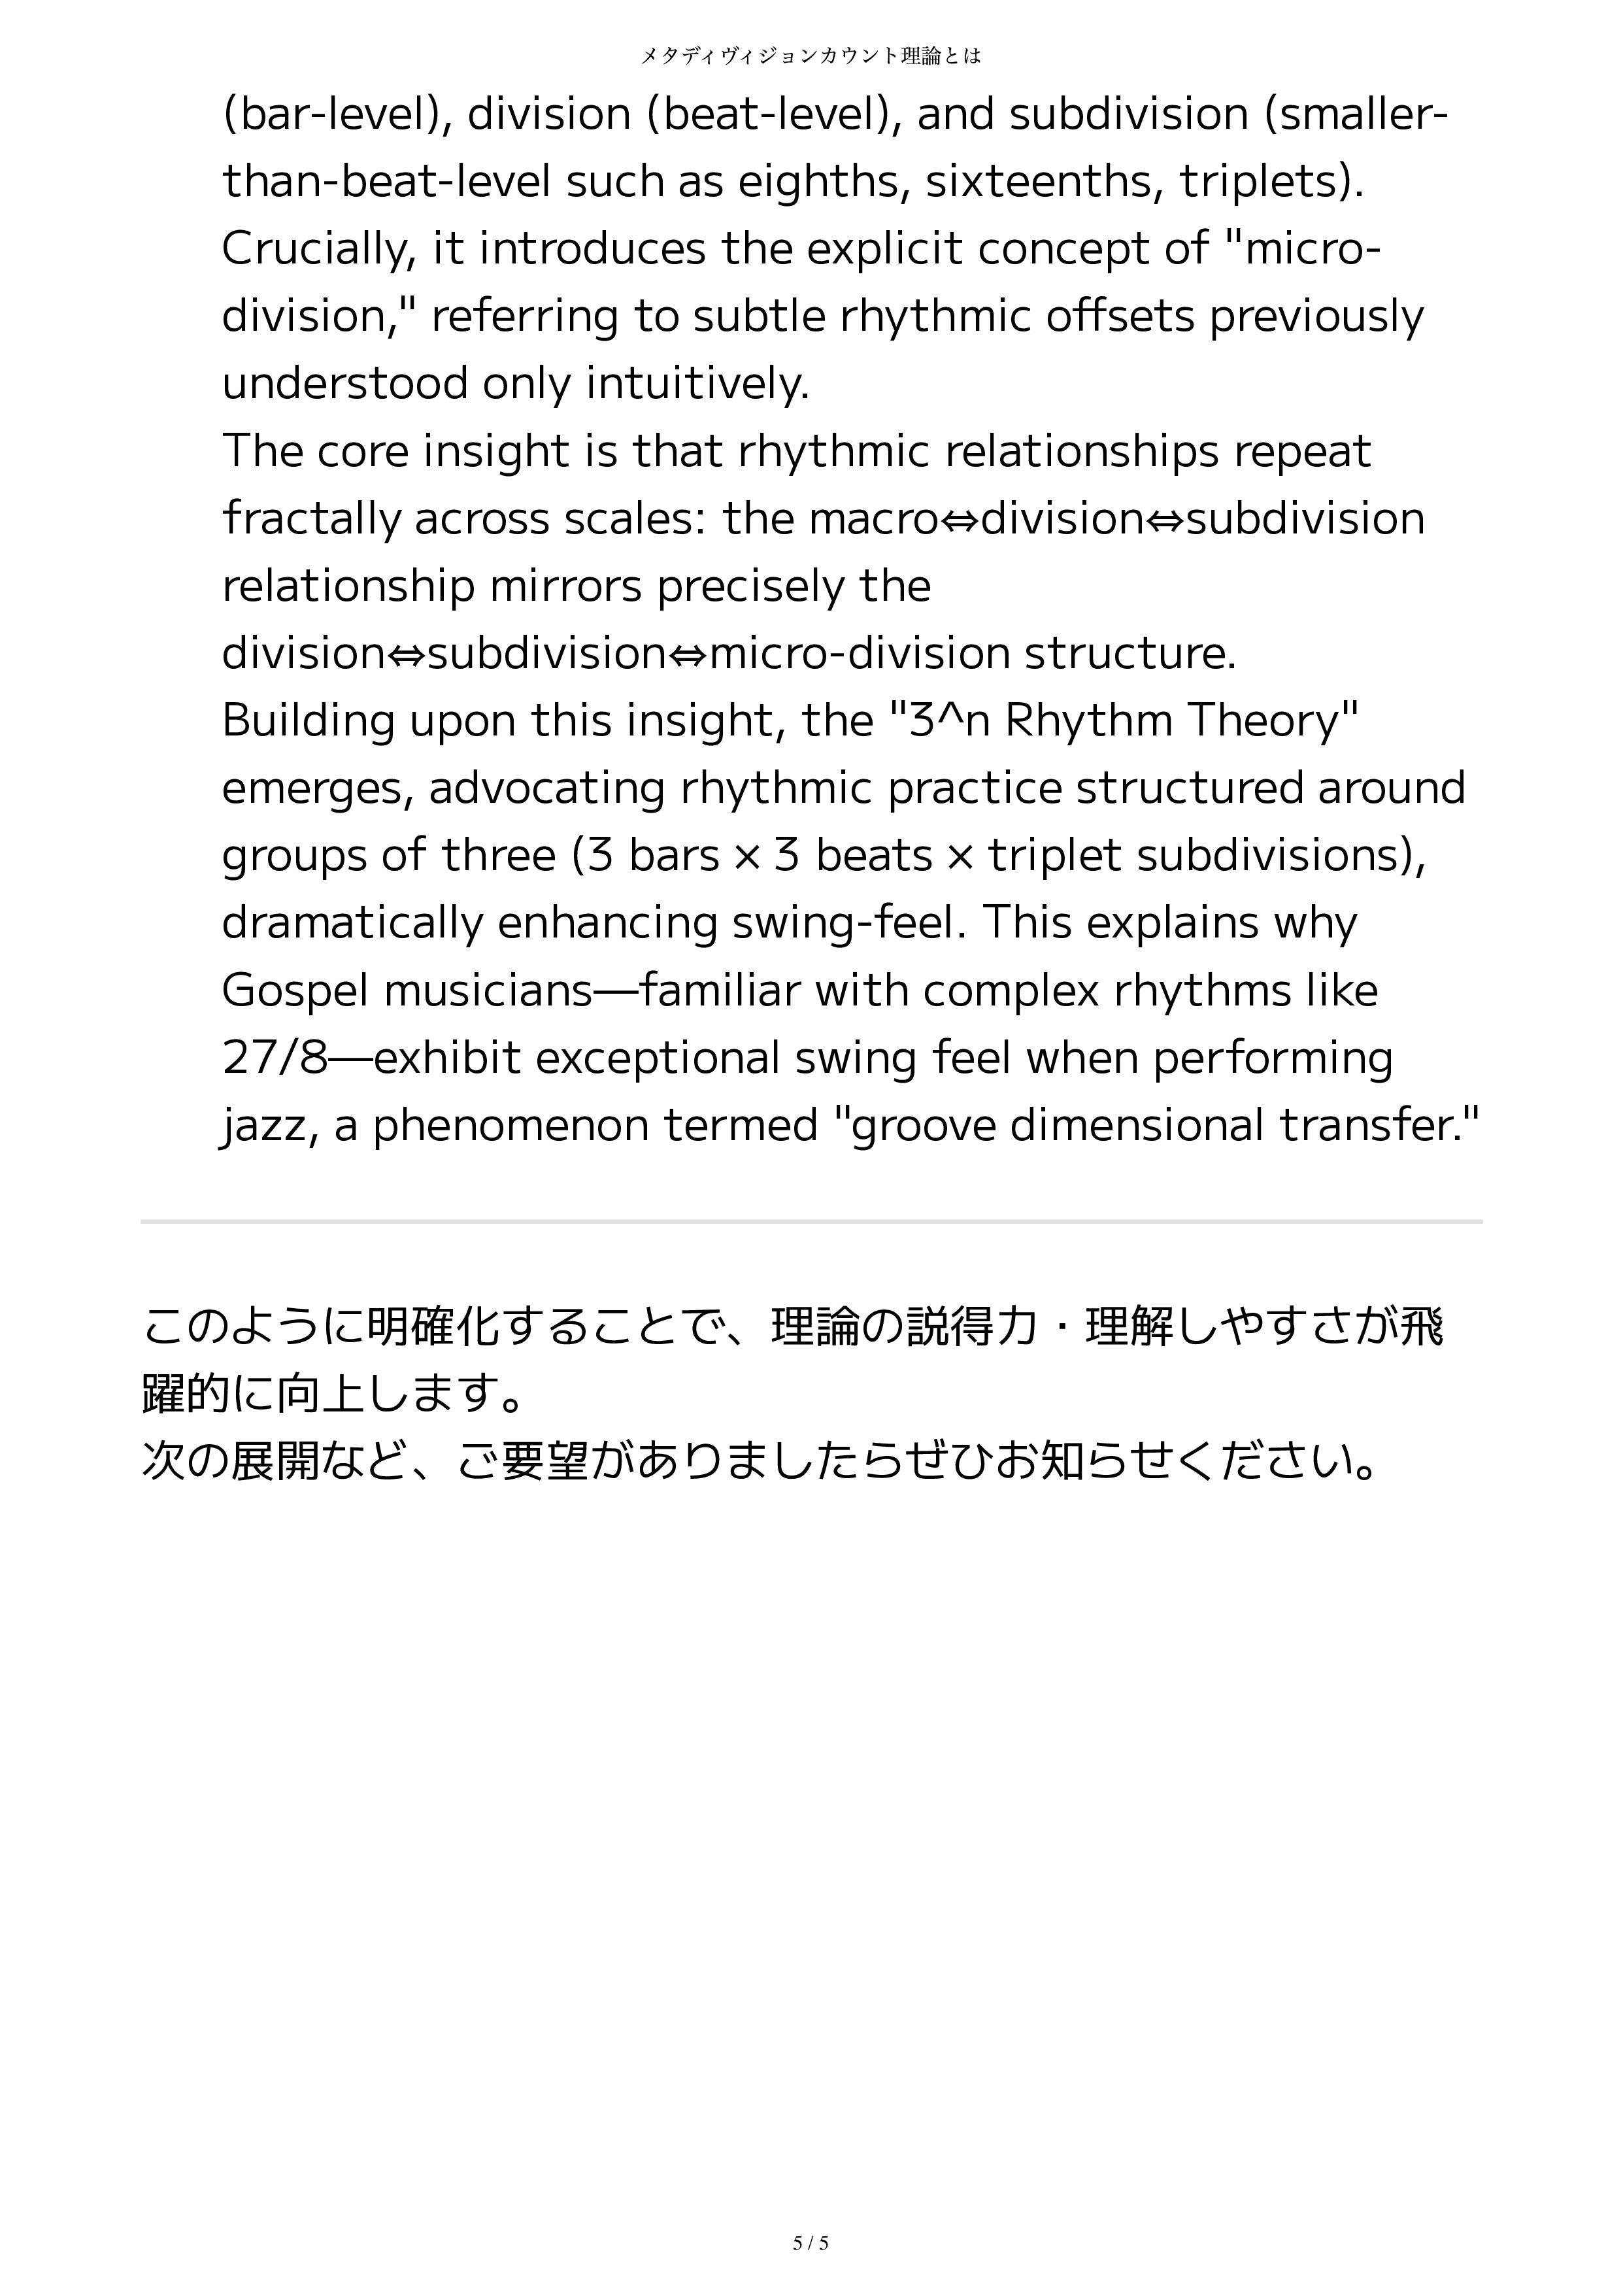 メタディヴィジョンカウント理論とは
(bar-level), division (beat-level), and subdivision (smaller-
than-beat-level such as eighths, sixteenths, triplets).
Crucially, it introduces the explicit concept of "micro-
division," referring to subtle rhythmic offsets previously
understood only intuitively.
The core insight is that rhythmic relationships repeat
fractally across scales: the macro⇔division⇔subdivision
relationship mirrors precisely the
division⇔subdivision⇔micro-division structure.
Building upon this insight, the "3^n Rhythm Theory"
emerges, advocating rhythmic practice structured around
groups of three (3 bars × 3 beats × triplet subdivisions),
dramatically enhancing swing-feel. This explains why
Gospel musicians—familiar with complex rhythms like
27/8—exhibit exceptional swing feel when performing
jazz, a phenomenon termed "groove dimensional transfer."
このように明確化することで、理論の説得力・理解しやすさが飛
躍的に向上します。
次の展開など、ご要望がありましたらぜひお知らせください。
5 / 5